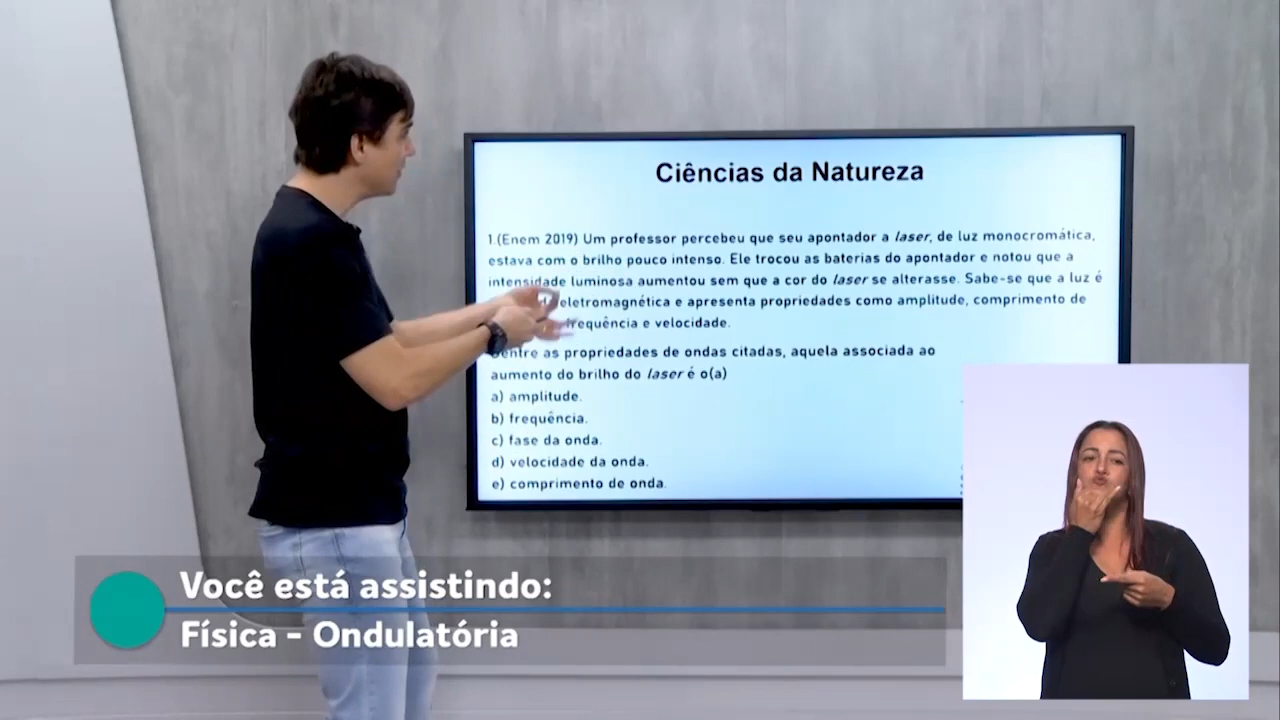 Ciências da Natureza
1.(Enem 2019) Um professor percebeu que seu apontador a laser, de luz monocromática,
estava com o brilho pouco intenso. Ele trocou as baterias do apontador e notou que a
intensidade luminosa aumentou sem que a cor do laser se alterasse. Sabe-se que a luz é
eletromagnética e apresenta propriedades como amplitude, comprimento de
frequência e velocidade.
Dentre as propriedades de ondas citadas, aquela associada ao
aumento do brilho do laser é o(a)
a) amplitude.
b) frequência.
c) fase da onda.
d) velocidade da onda.
e) comprimento de onda.
Você está assistindo:
Física - Ondulatória